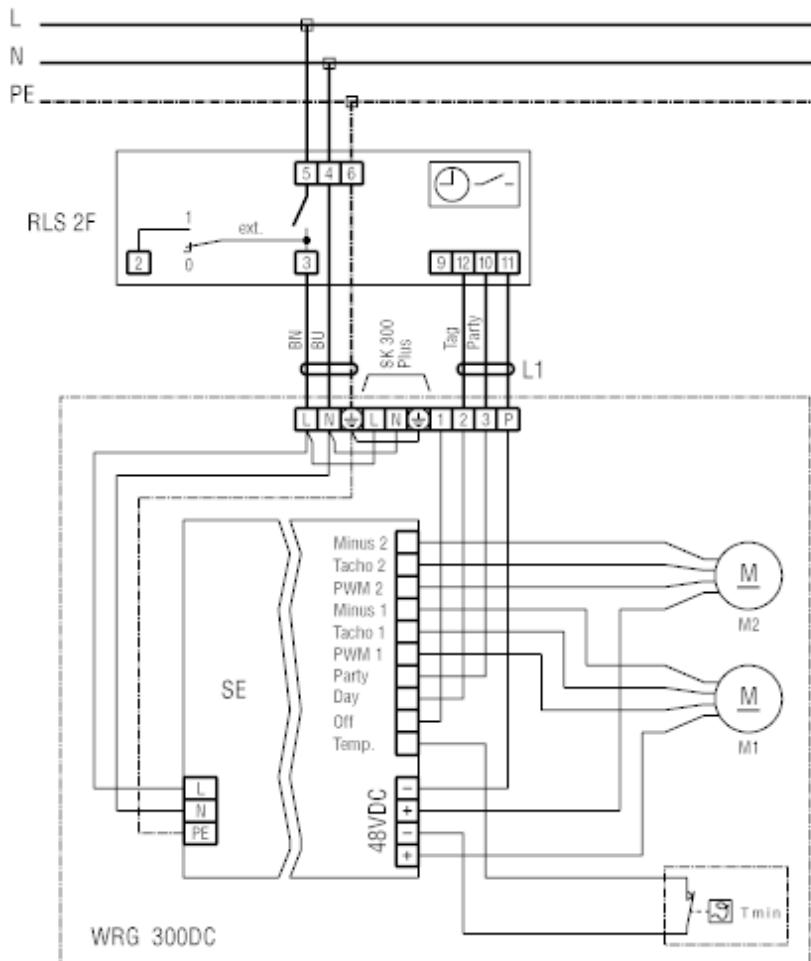 L
N
PE
5 4 6
RLS 2F
1
ext.
2
0
3
9 12 10 11
BN
BU
SK 300
Plus
Tag
Party
L1
L N L N 1 2 3 P
Minus 2
Tacho 2
PWM 2
Minus 1
Tacho 1
PWM 1
Party
Day
Off
Temp.
M
M2
M
M1
SE
L
N
PE
48VDC
−
+
−
+
Tmin
WRG 300DC